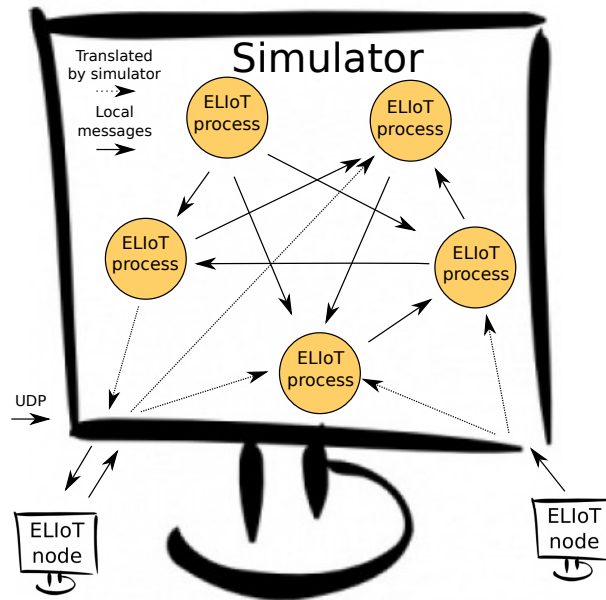 Simulator
Translated
by simulator
Local
messages
ELIoT
process
ELIoT
process
ELIoT
process
ELIoT
process
ELIoT
process
UDP
ELIoT
node
ELIoT
node